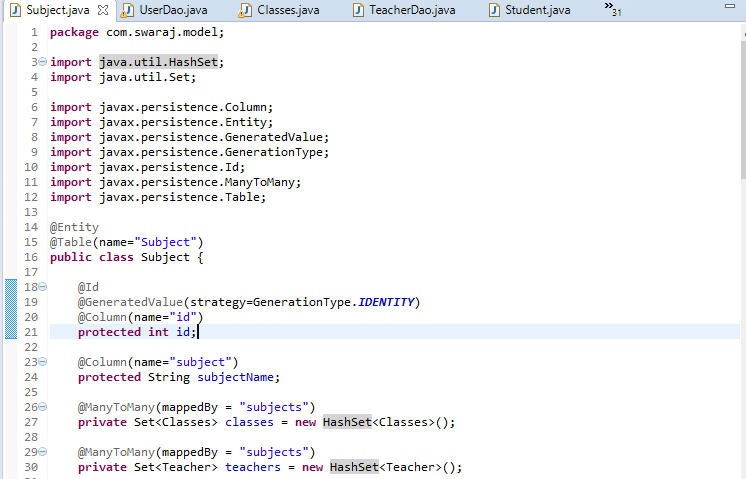 Subject.java UserDao.java Classes.java TeacherDao.java Student.java »31
1 package com.swaraj.model;
2
3 import java.util.HashSet;
4 import java.util.Set;
5
6 import javax.persistence.Column;
7 import javax.persistence.Entity;
8 import javax.persistence.GeneratedValue;
9 import javax.persistence.GenerationType;
10 import javax.persistence.Id;
11 import javax.persistence.ManyToMany;
12 import javax.persistence.Table;
13
14 @Entity
15 @Table(name="Subject")
16 public class Subject {
17
18 @Id
19 @GeneratedValue(strategy=GenerationType.IDENTITY)
20 @Column(name="id")
21 protected int id;
22
23 @Column(name="subject")
24 protected String subjectName;
25
26 @ManyToMany(mappedBy = "subjects")
27 private Set<Classes> classes = new HashSet<Classes>();
28
29 @ManyToMany(mappedBy = "subjects")
30 private Set<Teacher> teachers = new HashSet<Teacher>();